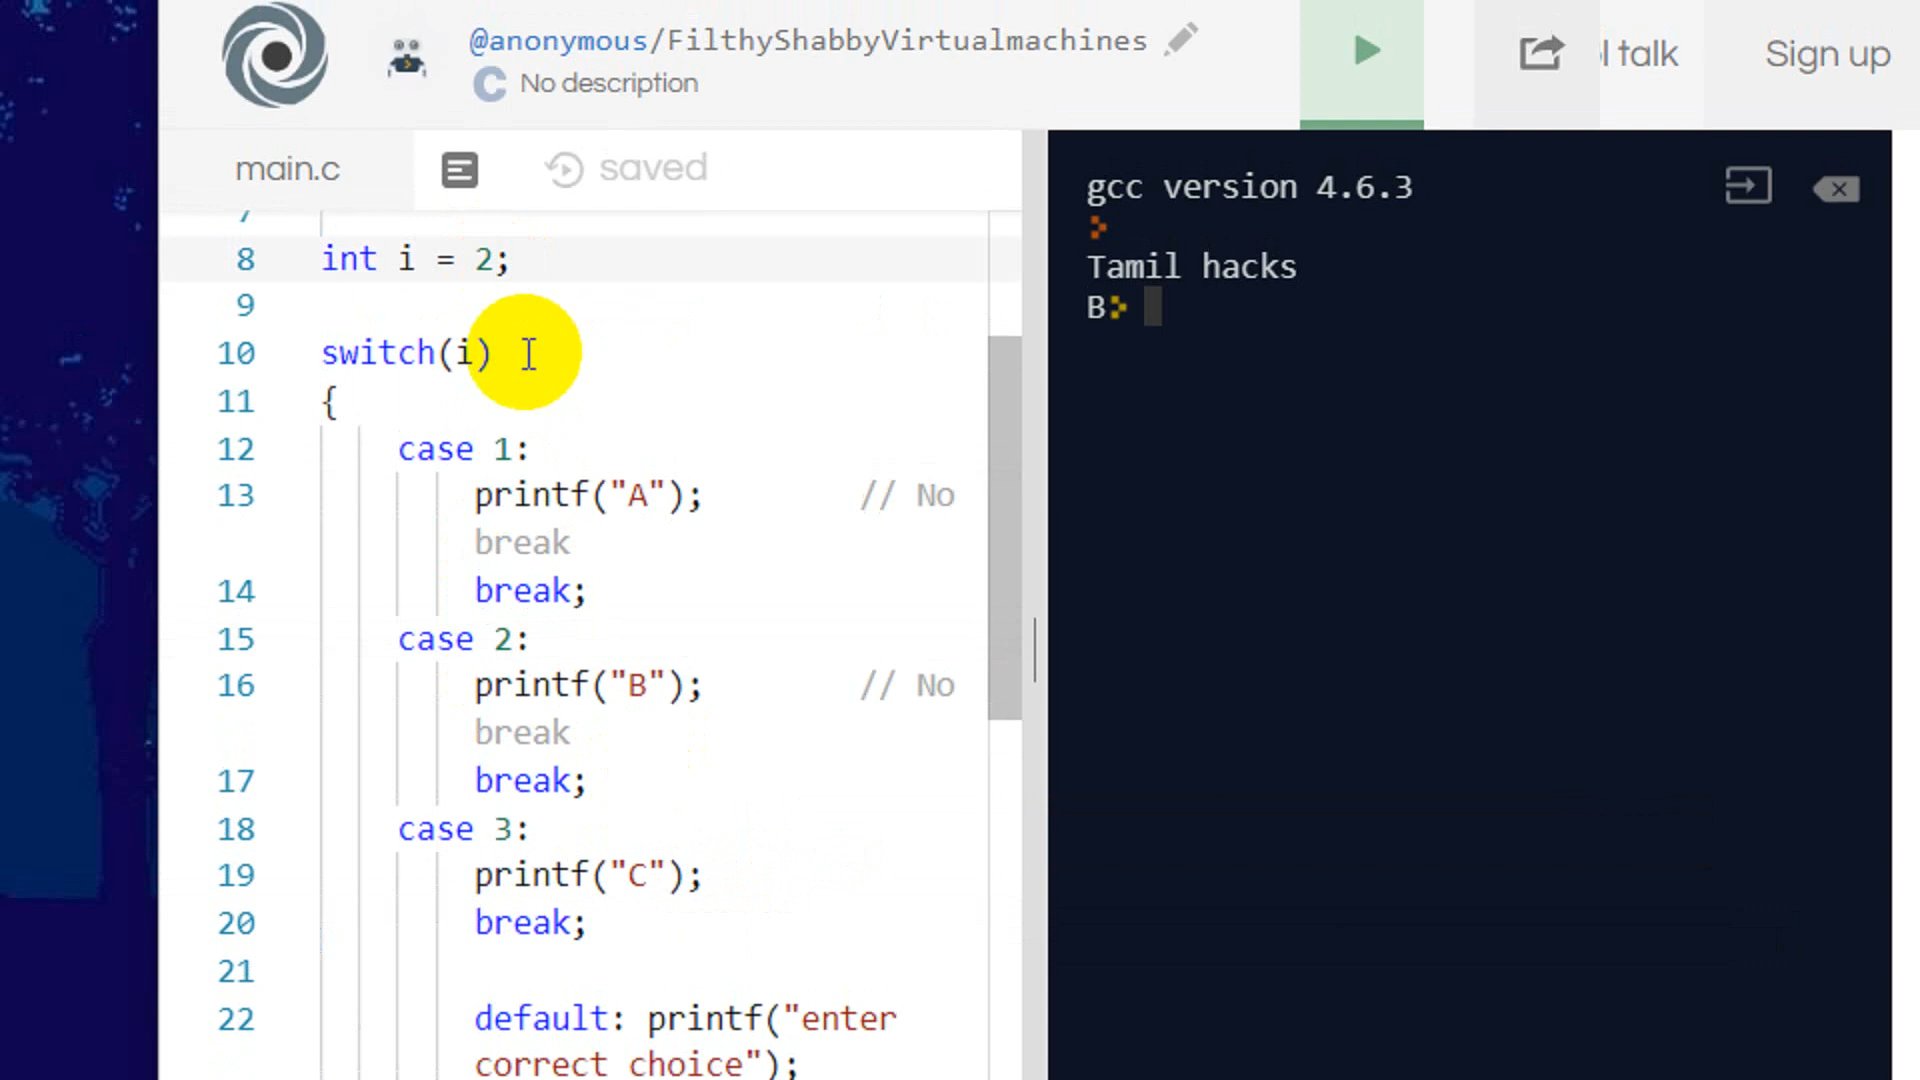 @anonymous/FilthyShabbyVirtualmachines
No description
l talk
Sign up
main.c
saved
7
8 int i = 2;
9
10 switch(i)
11 {
12 case 1:
13 printf("A"); // No
break
14 break;
15 case 2:
16 printf("B"); // No
break
17 break;
18 case 3:
19 printf("C");
20 break;
21
22 default: printf("enter
correct choice");
gcc version 4.6.3
>
Tamil hacks
B>